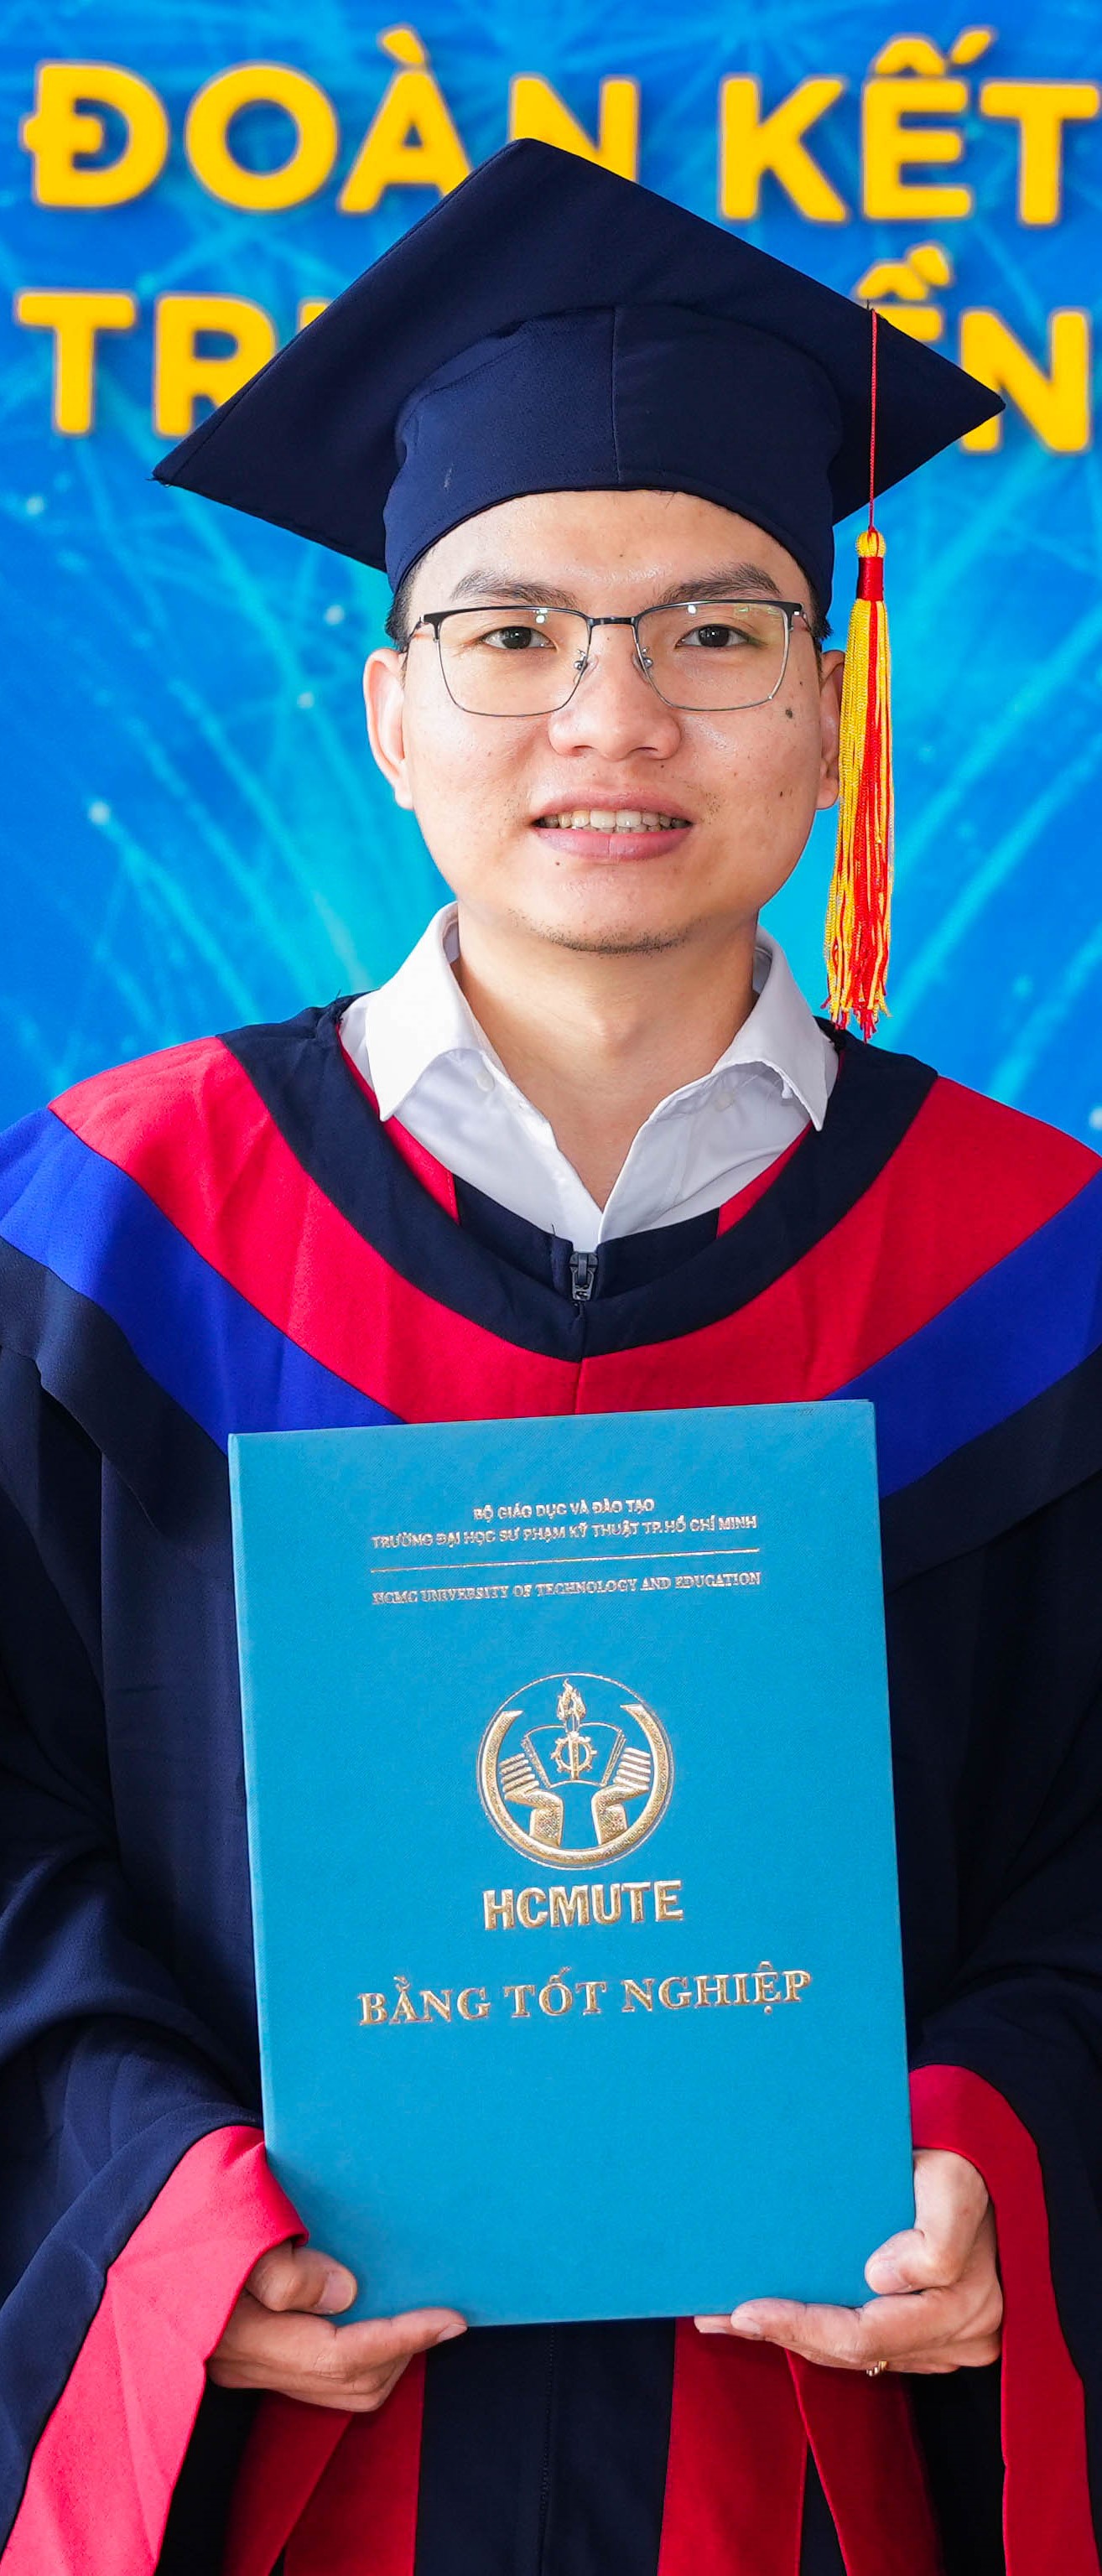 ĐOÀN KẾT
BỘ GIÁO DỤC VÀ ĐÀO TẠO
TRƯỜNG ĐẠI HỌC SƯ PHẠM KỸ THUẬT TP.HỒ CHÍ MINH
HCMC UNIVERSITY OF TECHNOLOGY AND EDUCATION
HCMUTE
BẰNG TỐT NGHIỆP